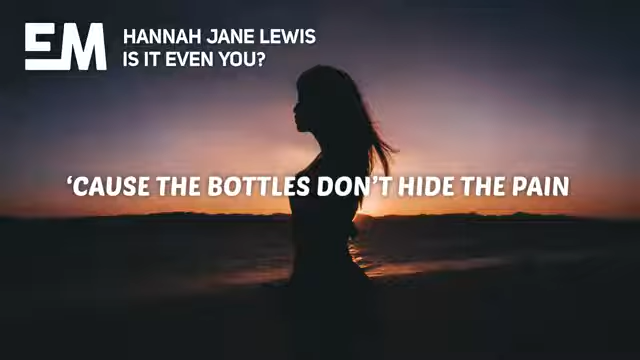 EM
HANNAH JANE LEWIS
IS IT EVEN YOU?
‘CAUSE THE BOTTLES DON’T HIDE THE PAIN